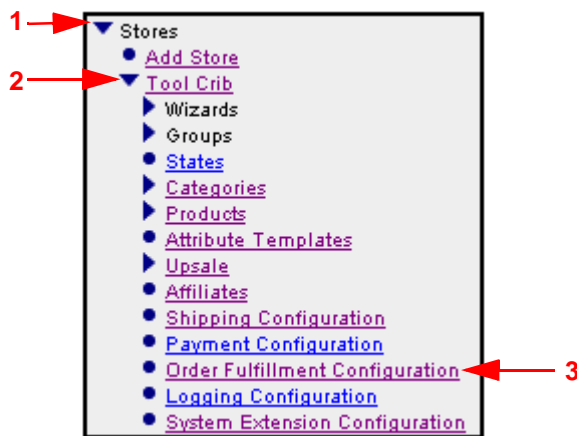 1
Stores
Add Store
2
Tool Crib
Wizards
Groups
States
Categories
Products
Attribute Templates
Upsale
Affiliates
Shipping Configuration
Payment Configuration
Order Fulfillment Configuration
3
Logging Configuration
System Extension Configuration